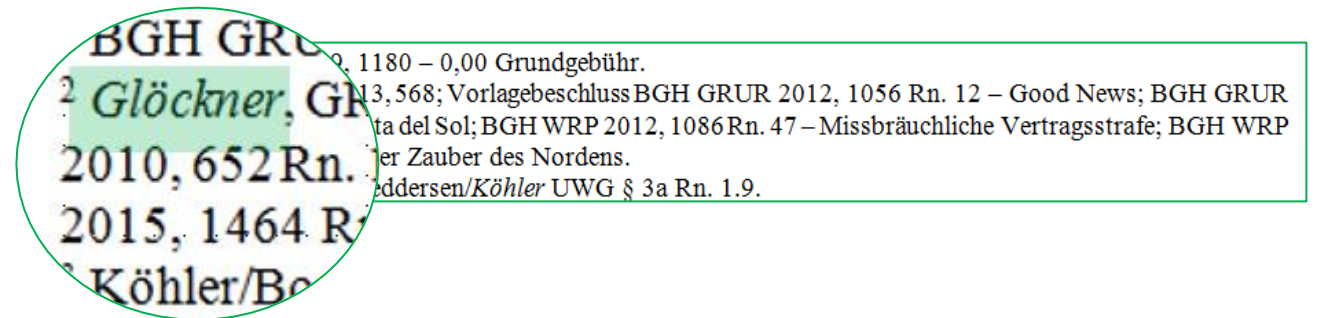 BGH GRU 1180 – 0,00 Grundgebühr.
2 Glöckner, GR 13, 568; Vorlagebeschluss BGH GRUR 2012, 1056 Rn. 12 – Good News; BGH GRUR
2010, 652 Rn. ta del Sol; BGH WRP 2012, 1086 Rn. 47 – Missbräuchliche Vertragsstrafe; BGH WRP
2015, 1464 er Zauber des Nordens.
Köhler/Bo eddersen/Köhler UWG § 3a Rn. 1.9.